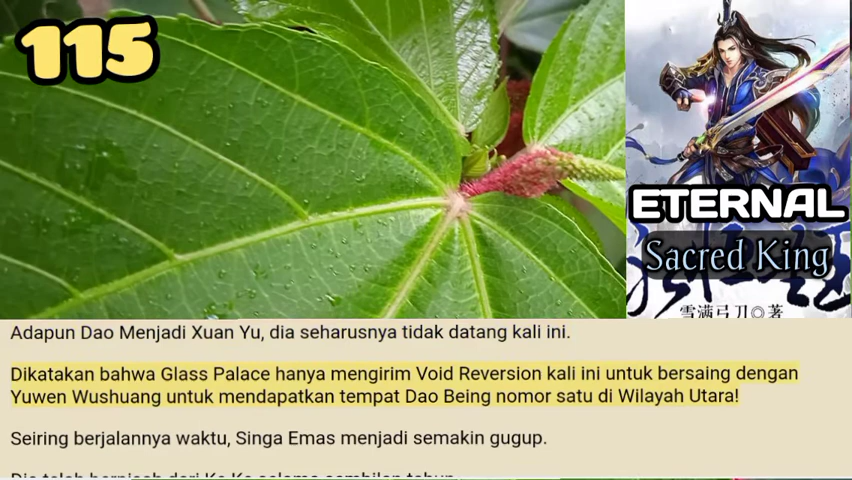 115
ETERNAL
Sacred King
雪满弓刀◎著
Adapun Dao Menjadi Xuan Yu, dia seharusnya tidak datang kali ini.
Dikatakan bahwa Glass Palace hanya mengirim Void Reversion kali ini untuk bersaing dengan
Yuwen Wushuang untuk mendapatkan tempat Dao Being nomor satu di Wilayah Utara!
Seiring berjalannya waktu, Singa Emas menjadi semakin gugup.